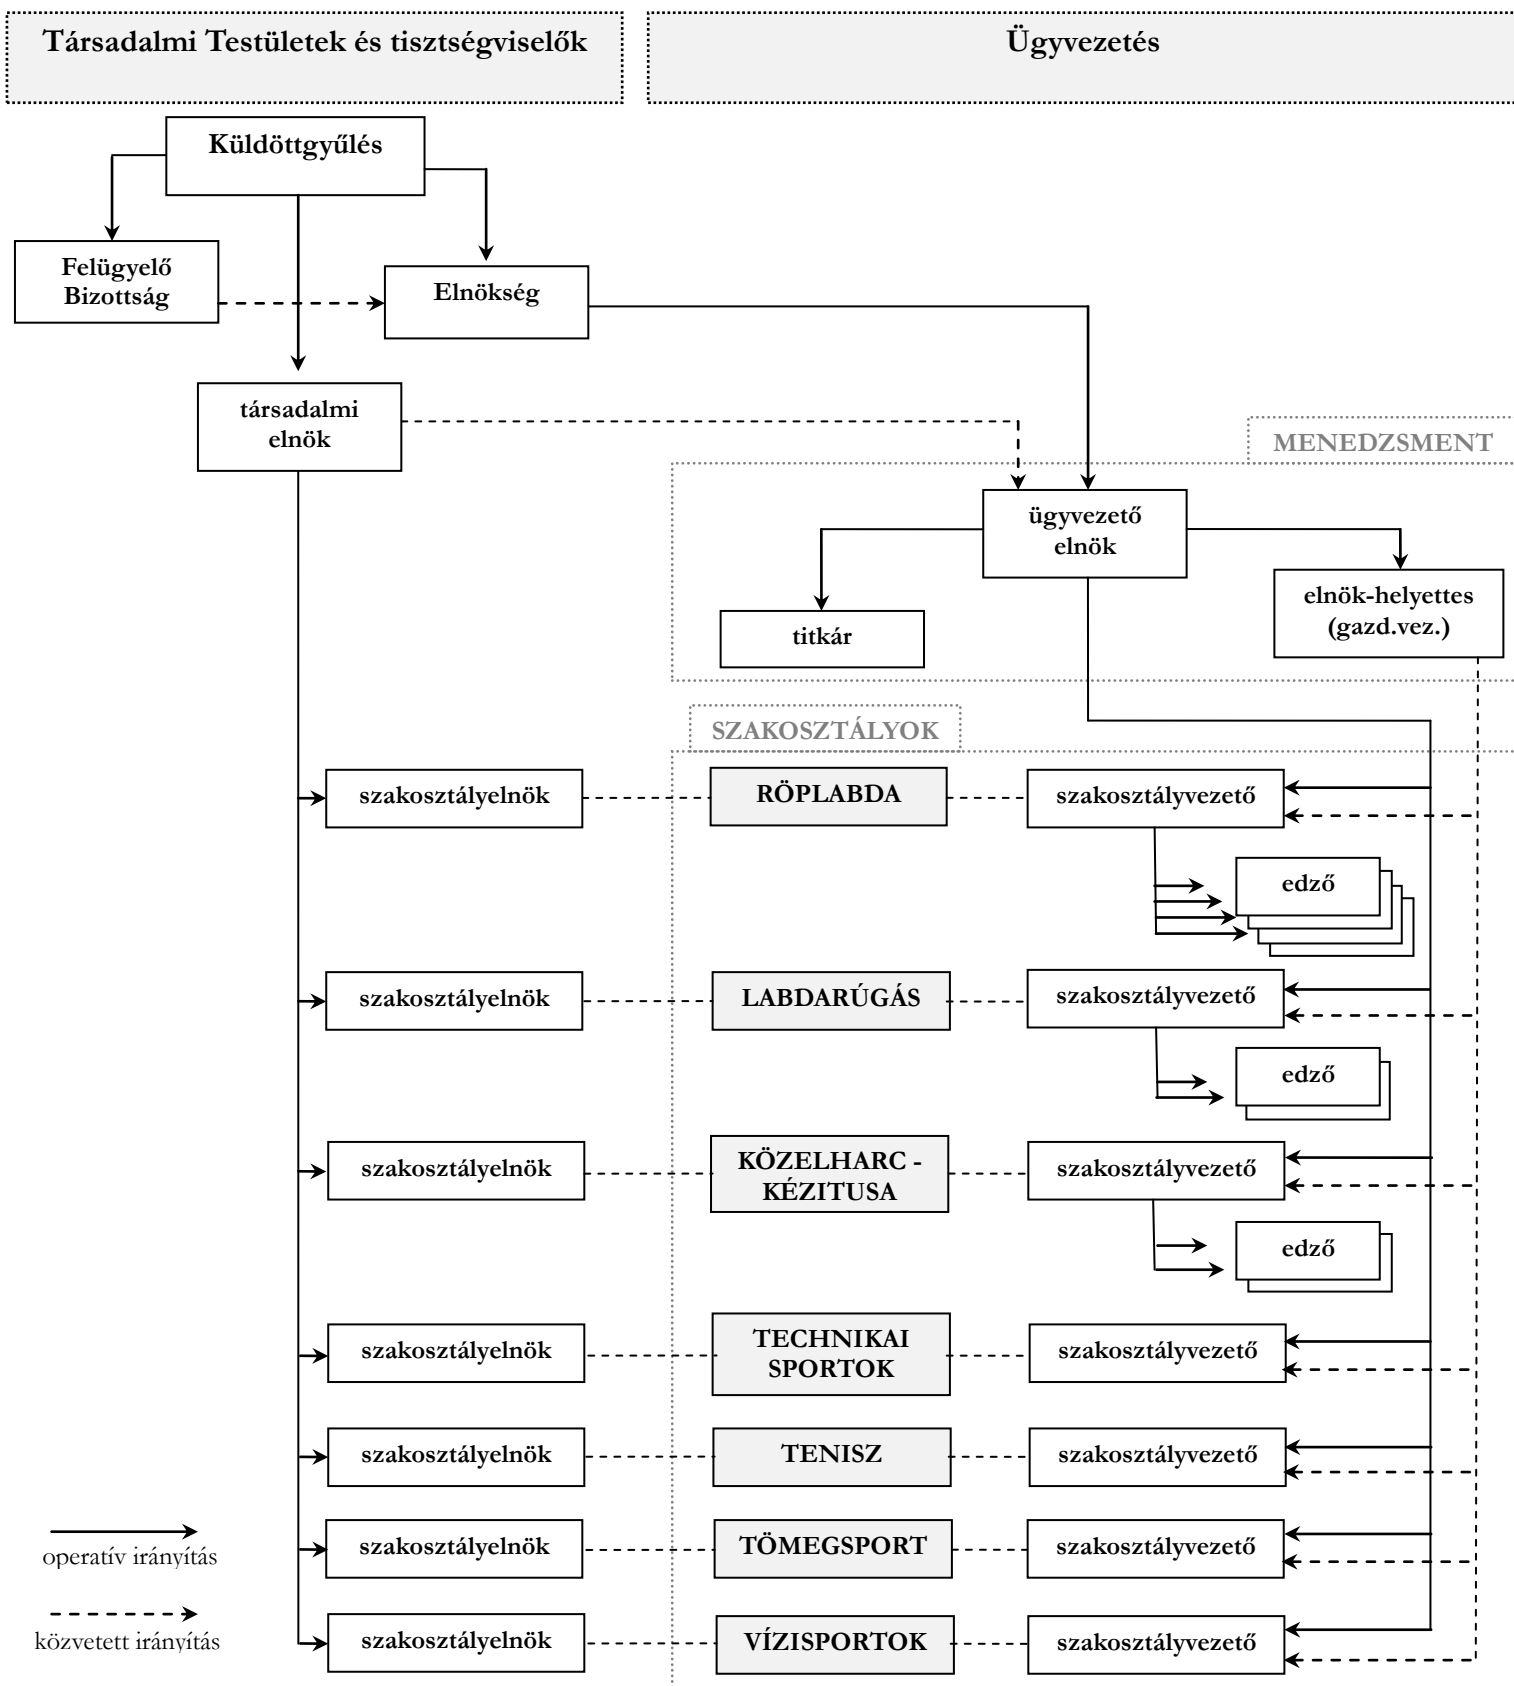 Társadalmi Testületek és tisztségviselők
Ügyvezetés
Küldöttgyűlés
Felügyelő
Bizottság
Elnökség
társadalmi
elnök
MENEDZSMENT
ügyvezető
elnök
elnök-helyettes
(gazd.vez.)
titkár
SZAKOSZTÁLYOK
szakosztályelnök
RÖPLABDA
szakosztályvezető
edző
szakosztályelnök
LABDARÚGÁS
szakosztályvezető
edző
szakosztályelnök
KÖZELHARC -
KÉZITUSA
szakosztályvezető
edző
szakosztályelnök
TECHNIKAI
SPORTOK
szakosztályvezető
szakosztályelnök
TENISZ
szakosztályvezető
szakosztályelnök
TÖMEGSPORT
szakosztályvezető
szakosztályelnök
VÍZISPORTOK
szakosztályvezető
operatív irányítás
közvetett irányítás